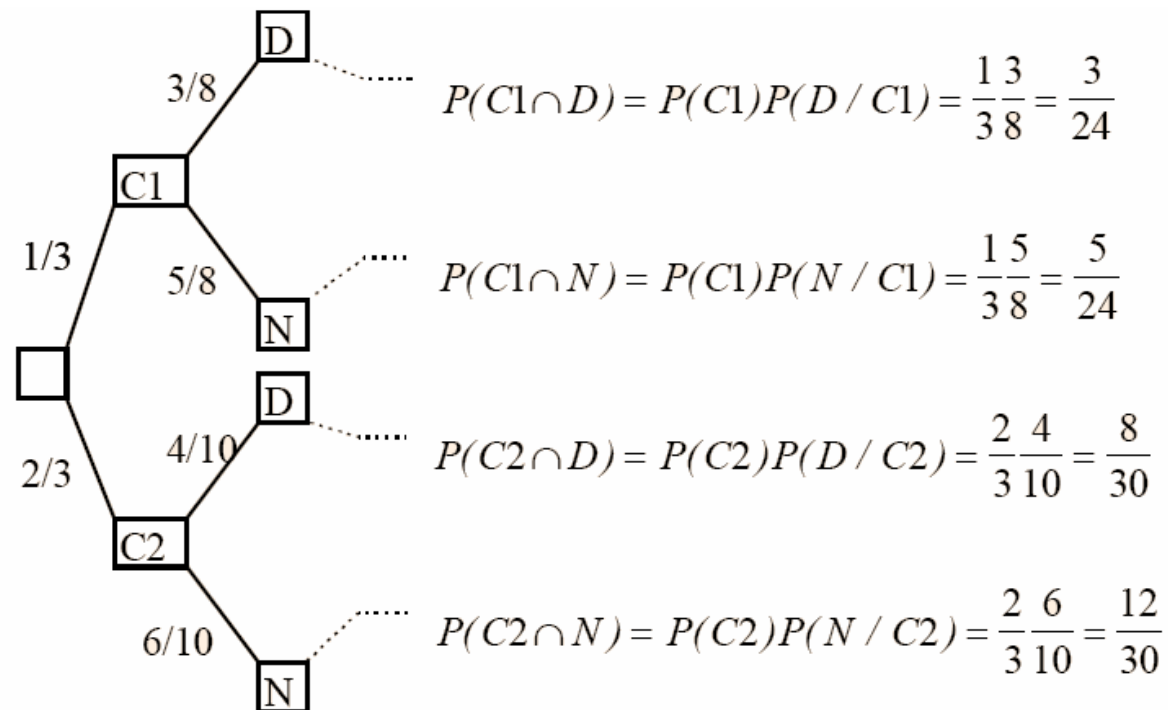 D
3/8
P(C1∩D) = P(C1)P(D / C1) = 1/3 3/8 = 3/24
C1
1/3
5/8
P(C1∩N) = P(C1)P(N / C1) = 1/3 5/8 = 5/24
N
D
2/3
4/10
P(C2∩D) = P(C2)P(D / C2) = 2/3 4/10 = 8/30
C2
6/10
P(C2∩N) = P(C2)P(N / C2) = 2/3 6/10 = 12/30
N